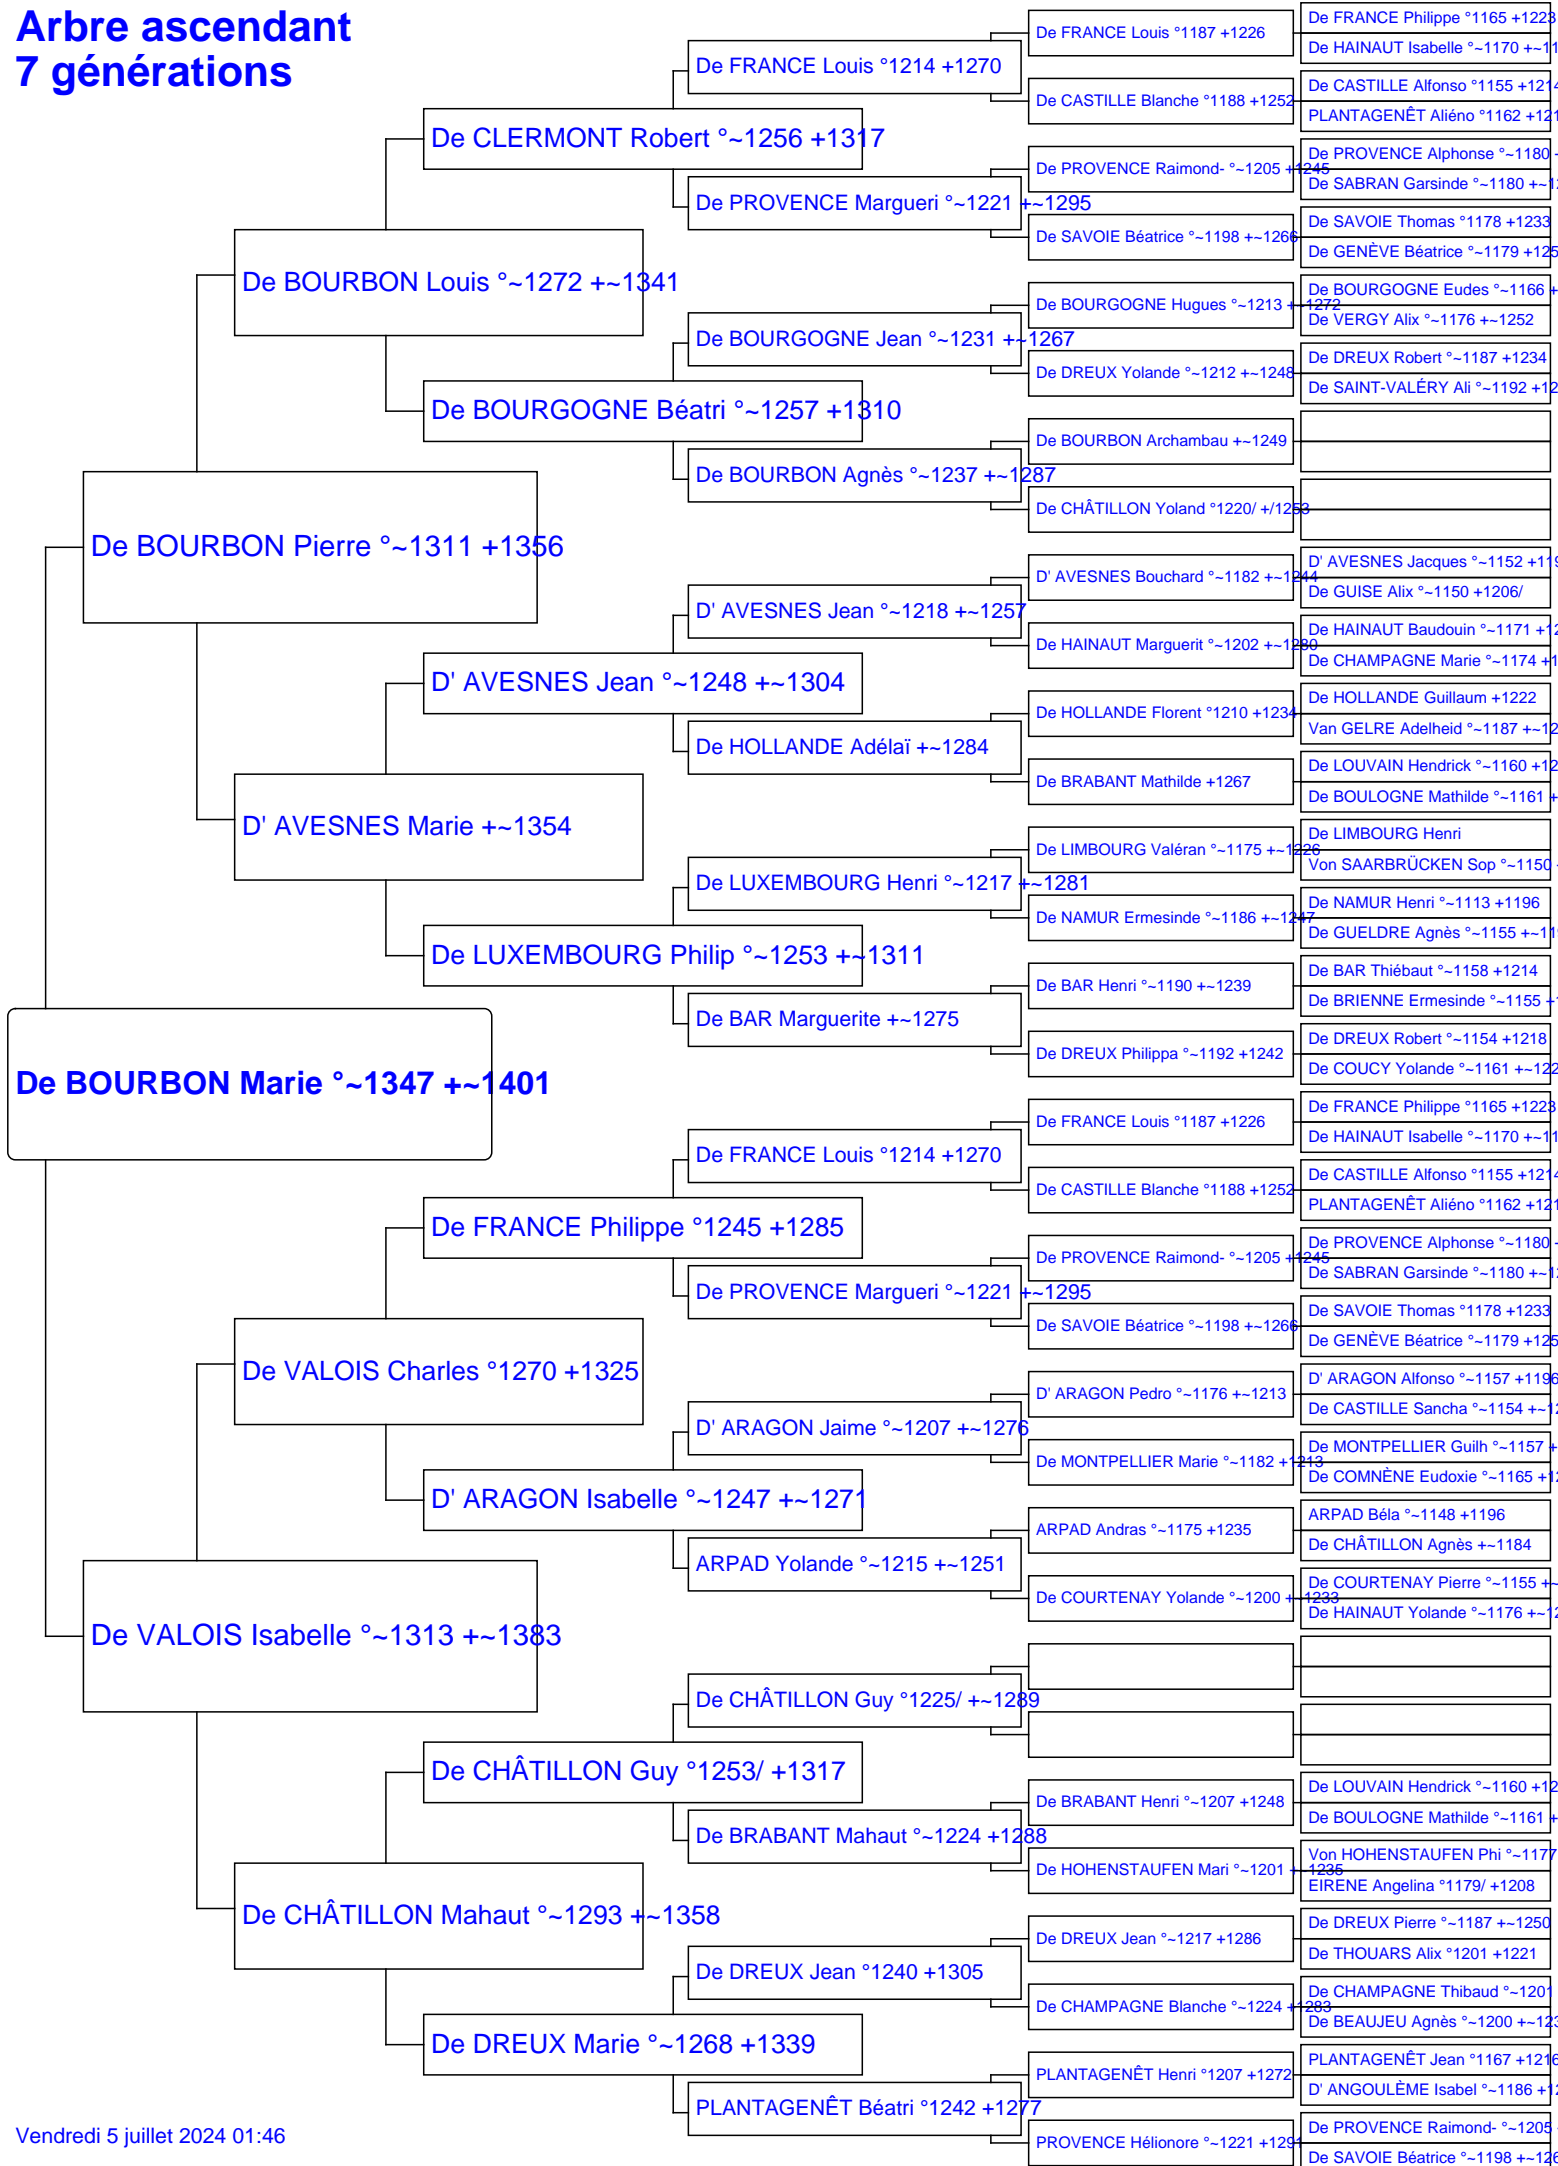 Arbre ascendant
7 générations
De BOURBON Marie °~1347 +~1401
De BOURBON Pierre °~1311 +1356
De VALOIS Isabelle °~1313 +~1383
De BOURBON Louis °~1272 +~1341
D' AVESNES Marie +~1354
De VALOIS Charles °1270 +1325
De CHÂTILLON Mahaut °~1293 +~1358
De CLERMONT Robert °~1256 +1317
De BOURGOGNE Béatri °~1257 +1310
D' AVESNES Jean °~1248 +~1304
De LUXEMBOURG Philip °~1253 +~1311
De FRANCE Philippe °1245 +1285
D' ARAGON Isabelle °~1247 +~1271
De CHÂTILLON Guy °1253/ +1317
De DREUX Marie °~1268 +1339
De FRANCE Louis °1214 +1270
De PROVENCE Margueri °~1221 +~1295
De BOURGOGNE Jean °~1231 +~1267
De BOURBON Agnès °~1237 +~1287
D' AVESNES Jean °~1218 +~1257
De HOLLANDE Adélaï +~1284
De LUXEMBOURG Henri °~1217 +~1281
De BAR Marguerite +~1275
De FRANCE Louis °1214 +1270
De PROVENCE Margueri °~1221 +~1295
D' ARAGON Jaime °~1207 +~1276
ARPAD Yolande °~1215 +~1251
De CHÂTILLON Guy °1225/ +~1289
De BRABANT Mahaut °~1224 +1288
De DREUX Jean °1240 +1305
PLANTAGENÊT Béatri °1242 +1277
De FRANCE Louis °1187 +1226
De CASTILLE Blanche °1188 +1252
De PROVENCE Raimond- °~1205 +1245
De SAVOIE Béatrice °~1198 +~1266
De BOURGOGNE Hugues °~1213 +~1272
De DREUX Yolande °~1212 +~1248
De BOURBON Archambau +~1249
De CHÂTILLON Yoland °1220/ +/1253
D' AVESNES Bouchard °~1182 +~1244
De HAINAUT Marguerit °~1202 +~1280
De HOLLANDE Florent °1210 +1234
De BRABANT Mathilde +1267
De LIMBOURG Valéran °~1175 +~1226
De NAMUR Ermesinde °~1186 +~1247
De BAR Henri °~1190 +~1239
De DREUX Philippa °~1192 +1242
De FRANCE Louis °1187 +1226
De CASTILLE Blanche °1188 +1252
De PROVENCE Raimond- °~1205 +1245
De SAVOIE Béatrice °~1198 +~1266
D' ARAGON Pedro °~1176 +~1213
De MONTPELLIER Marie °~1182 +1213
ARPAD Andras °~1175 +1235
De COURTENAY Yolande °~1200 +~1233
De BRABANT Henri °~1207 +1248
De HOHENSTAUFEN Mari °~1201 +~1235
De DREUX Jean °~1217 +1286
De CHAMPAGNE Blanche °~1224 +1283
PLANTAGENÊT Henri °1207 +1272
PROVENCE Hélionore °~1221 +1291
De FRANCE Philippe °1165 +1223
De HAINAUT Isabelle °~1170 +~11
De CASTILLE Alfonso °1155 +1214
PLANTAGENÊT Aliéno °1162 +121
De PROVENCE Alphonse °~1180 +
De SABRAN Garsinde °~1180 +~12
De SAVOIE Thomas °1178 +1233
De GENÈVE Béatrice °~1179 +125
De BOURGOGNE Eudes °~1166 +
De VERGY Alix °~1176 +~1252
De DREUX Robert °~1187 +1234
De SAINT-VALÉRY Ali °~1192 +12
D' AVESNES Jacques °~1152 +119
De GUISE Alix °~1150 +1206/
De HAINAUT Baudouin °~1171 +12
De CHAMPAGNE Marie °~1174 +1
De HOLLANDE Guillaum +1222
Van GELRE Adelheid °~1187 +~12
De LOUVAIN Hendrick °~1160 +12
De BOULOGNE Mathilde °~1161 +
De LIMBOURG Henri
Von SAARBRÜCKEN Sop °~1150 +
De NAMUR Henri °~1113 +1196
De GUELDRE Agnès °~1155 +~119
De BAR Thiébaut °~1158 +1214
De BRIENNE Ermesinde °~1155 +1
De DREUX Robert °~1154 +1218
De COUCY Yolande °~1161 +~122
De FRANCE Philippe °1165 +1223
De HAINAUT Isabelle °~1170 +~11
De CASTILLE Alfonso °1155 +1214
PLANTAGENÊT Aliéno °1162 +121
De PROVENCE Alphonse °~1180 +
De SABRAN Garsinde °~1180 +~12
De SAVOIE Thomas °1178 +1233
De GENÈVE Béatrice °~1179 +125
D' ARAGON Alfonso °~1157 +1196
De CASTILLE Sancha °~1154 +~12
De MONTPELLIER Guilh °~1157 +
De COMNÈNE Eudoxie °~1165 +12
ARPAD Béla °~1148 +1196
De CHÂTILLON Agnès +~1184
De COURTENAY Pierre °~1155 +~
De HAINAUT Yolande °~1176 +~12
De LOUVAIN Hendrick °~1160 +12
De BOULOGNE Mathilde °~1161 +
Von HOHENSTAUFEN Phi °~1177
EIRENE Angelina °1179/ +1208
De DREUX Pierre °~1187 +~1250
De THOUARS Alix °1201 +1221
De CHAMPAGNE Thibaud °~1201
De BEAUJEU Agnès °~1200 +~123
PLANTAGENÊT Jean °1167 +1216
D' ANGOULÈME Isabel °~1186 +12
De PROVENCE Raimond- °~1205 +
De SAVOIE Béatrice °~1198 +~126
Vendredi 5 juillet 2024 01:46